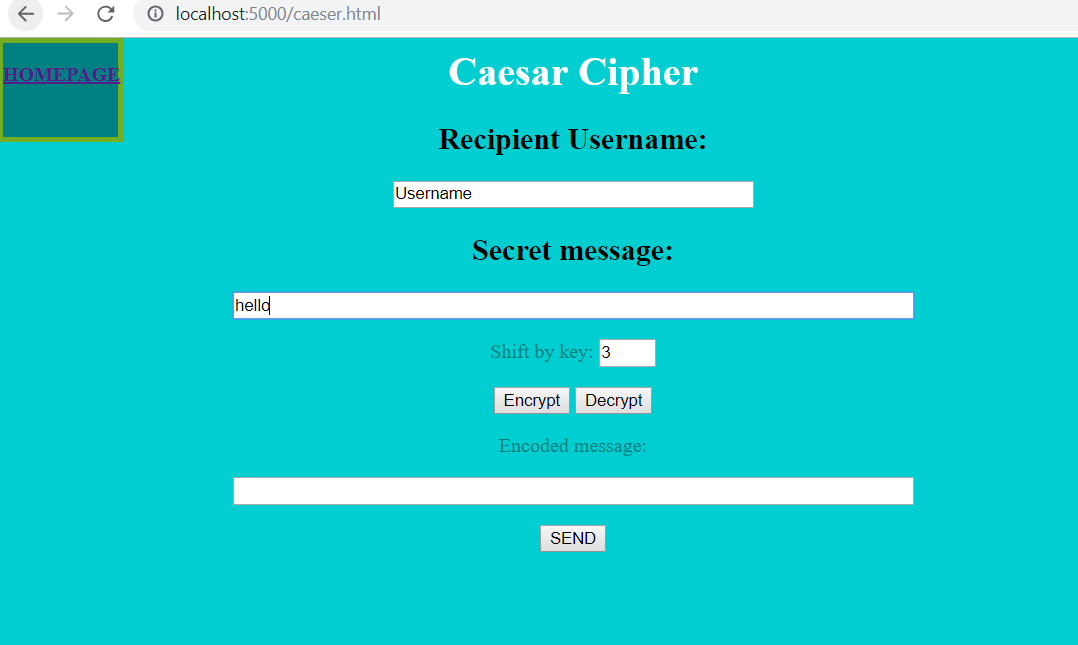 localhost:5000/caeser.html
HOMEPAGE
Caesar Cipher
Recipient Username:
Username
Secret message:
hello
Shift by key: 3
Encrypt Decrypt
Encoded message:
SEND